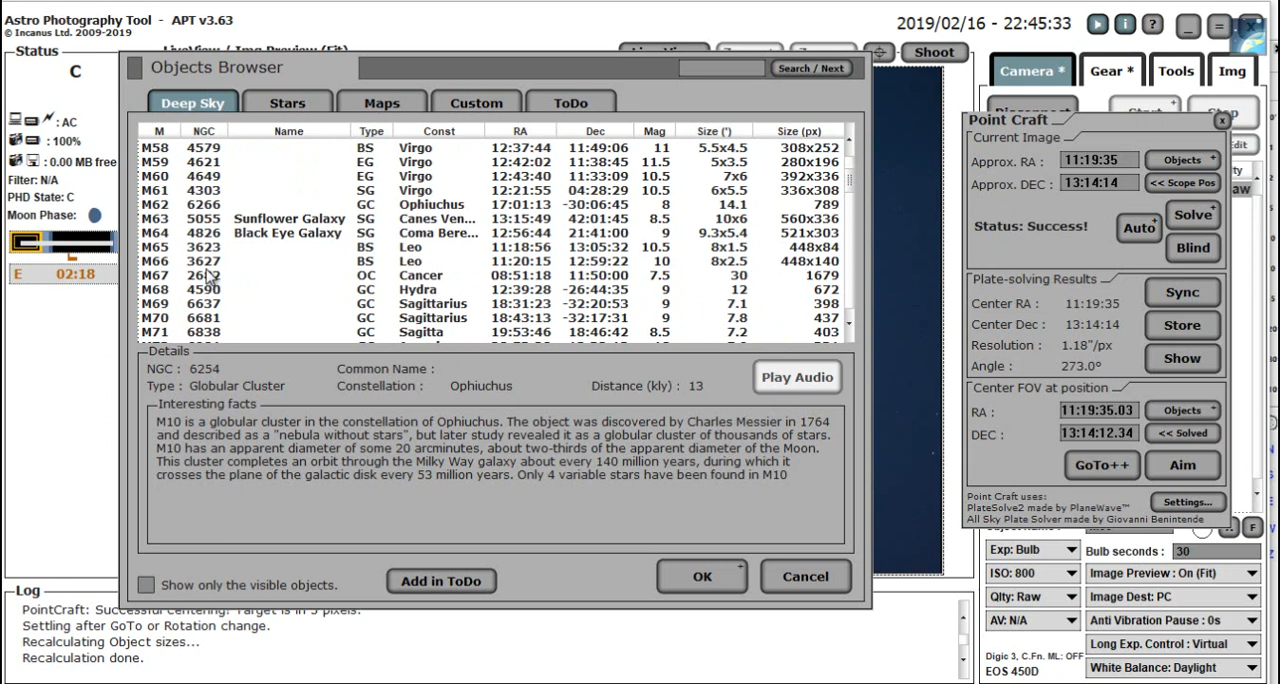 Astro Photography Tool - APT v3.63
© Incanus Ltd. 2009-2019
2019/02/16 - 22:45:33
i ?
Status
C
: AC
: 100%
: 0.00 MB free
Filter: N/A
PHD State: C
Moon Phase:
E 02:18
Shoot
Camera * Gear * Tools Img
Objects Browser
Search / Next
Deep Sky Stars Maps Custom ToDo
M NGC Name Type Const RA Dec Mag Size (') Size (px)
M58 4579 BS Virgo 12:37:44 11:49:06 11 5.5x4.5 308x252
M59 4621 EG Virgo 12:42:02 11:38:45 11.5 5x3.5 280x196
M60 4649 EG Virgo 12:43:40 11:33:09 10.5 7x6 392x336
M61 4303 SG Virgo 12:21:55 04:28:29 10.5 6x5.5 336x308
M62 6266 GC Ophiuchus 17:01:13 -30:06:45 8 14.1 789
M63 5055 Sunflower Galaxy SG Canes Ven... 13:15:49 42:01:45 8.5 10x6 560x336
M64 4826 Black Eye Galaxy SG Coma Bere... 12:56:44 21:41:00 9 9.3x5.4 521x303
M65 3623 BS Leo 11:18:56 13:05:32 10.5 8x1.5 448x84
M66 3627 BS Leo 11:20:15 12:59:22 10 8x2.5 448x140
M67 OC Cancer 08:51:18 11:50:00 7.5 30 1679
M68 4590 GC Hydra 12:39:28 -26:44:35 9 12 672
M69 6637 GC Sagittarius 18:31:23 -32:20:53 9 7.1 398
M70 6681 GC Sagittarius 18:43:13 -32:17:31 9 7.8 437
M71 6838 GC Sagitta 19:53:46 18:46:42 8.5 7.2 403
Details
NGC : 6254 Common Name :
Type : Globular Cluster Constellation : Ophiuchus Distance (kly) : 13
Play Audio
Interesting facts
M10 is a globular cluster in the constellation of Ophiuchus. The object was discovered by Charles Messier in 1764
and described as a "nebula without stars", but later study revealed it as a globular cluster of thousands of stars.
M10 has an apparent diameter of some 20 arcminutes, about two-thirds of the apparent diameter of the Moon.
This cluster completes an orbit through the Milky Way galaxy about every 140 million years, during which it
crosses the plane of the galactic disk every 53 million years. Only 4 variable stars have been found in M10
Show only the visible objects.
Add in ToDo
OK
Cancel
Point Craft
x
Current Image
Approx. RA : 11:19:35 Objects +
Approx. DEC : 13:14:14 << Scope Pos
Status: Success! Auto Solve
Blind
Plate-solving Results
Center RA : 11:19:35 Sync
Center Dec : 13:14:14 Store
Resolution : 1.18"/px
Angle : 273.0° Show
Center FOV at position
RA : 11:19:35.03 Objects +
DEC : 13:14:12.34 << Solved
GoTo++ Aim
Point Craft uses:
PlateSolve2 made by PlaneWave™
All Sky Plate Solver made by Giovanni Benintende
Settings...
F
Exp: Bulb Bulb seconds : 30
ISO: 800 Image Preview : On (Fit)
Qlty: Raw Image Dest: PC
AV: N/A Anti Vibration Pause : 0s
Long Exp. Control : Virtual
Digic 3, C.Fn. ML: OFF
EOS 450D
White Balance: Daylight
Log
PointCraft: Successful Centering! Target is in 5 pixels.
Settling after GoTo or Rotation change.
Recalculating Object sizes...
Recalculation done.